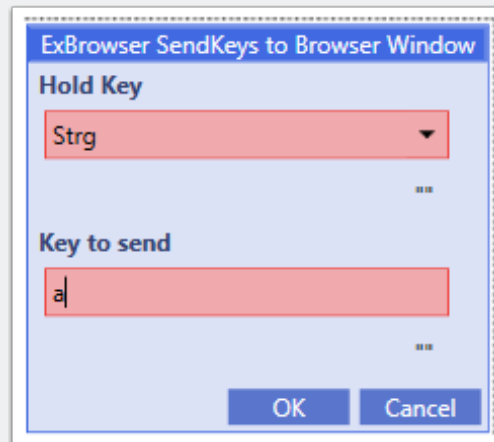 ExBrowser SendKeys to Browser Window
Hold Key
Strg
""
Key to send
a
""
OK Cancel